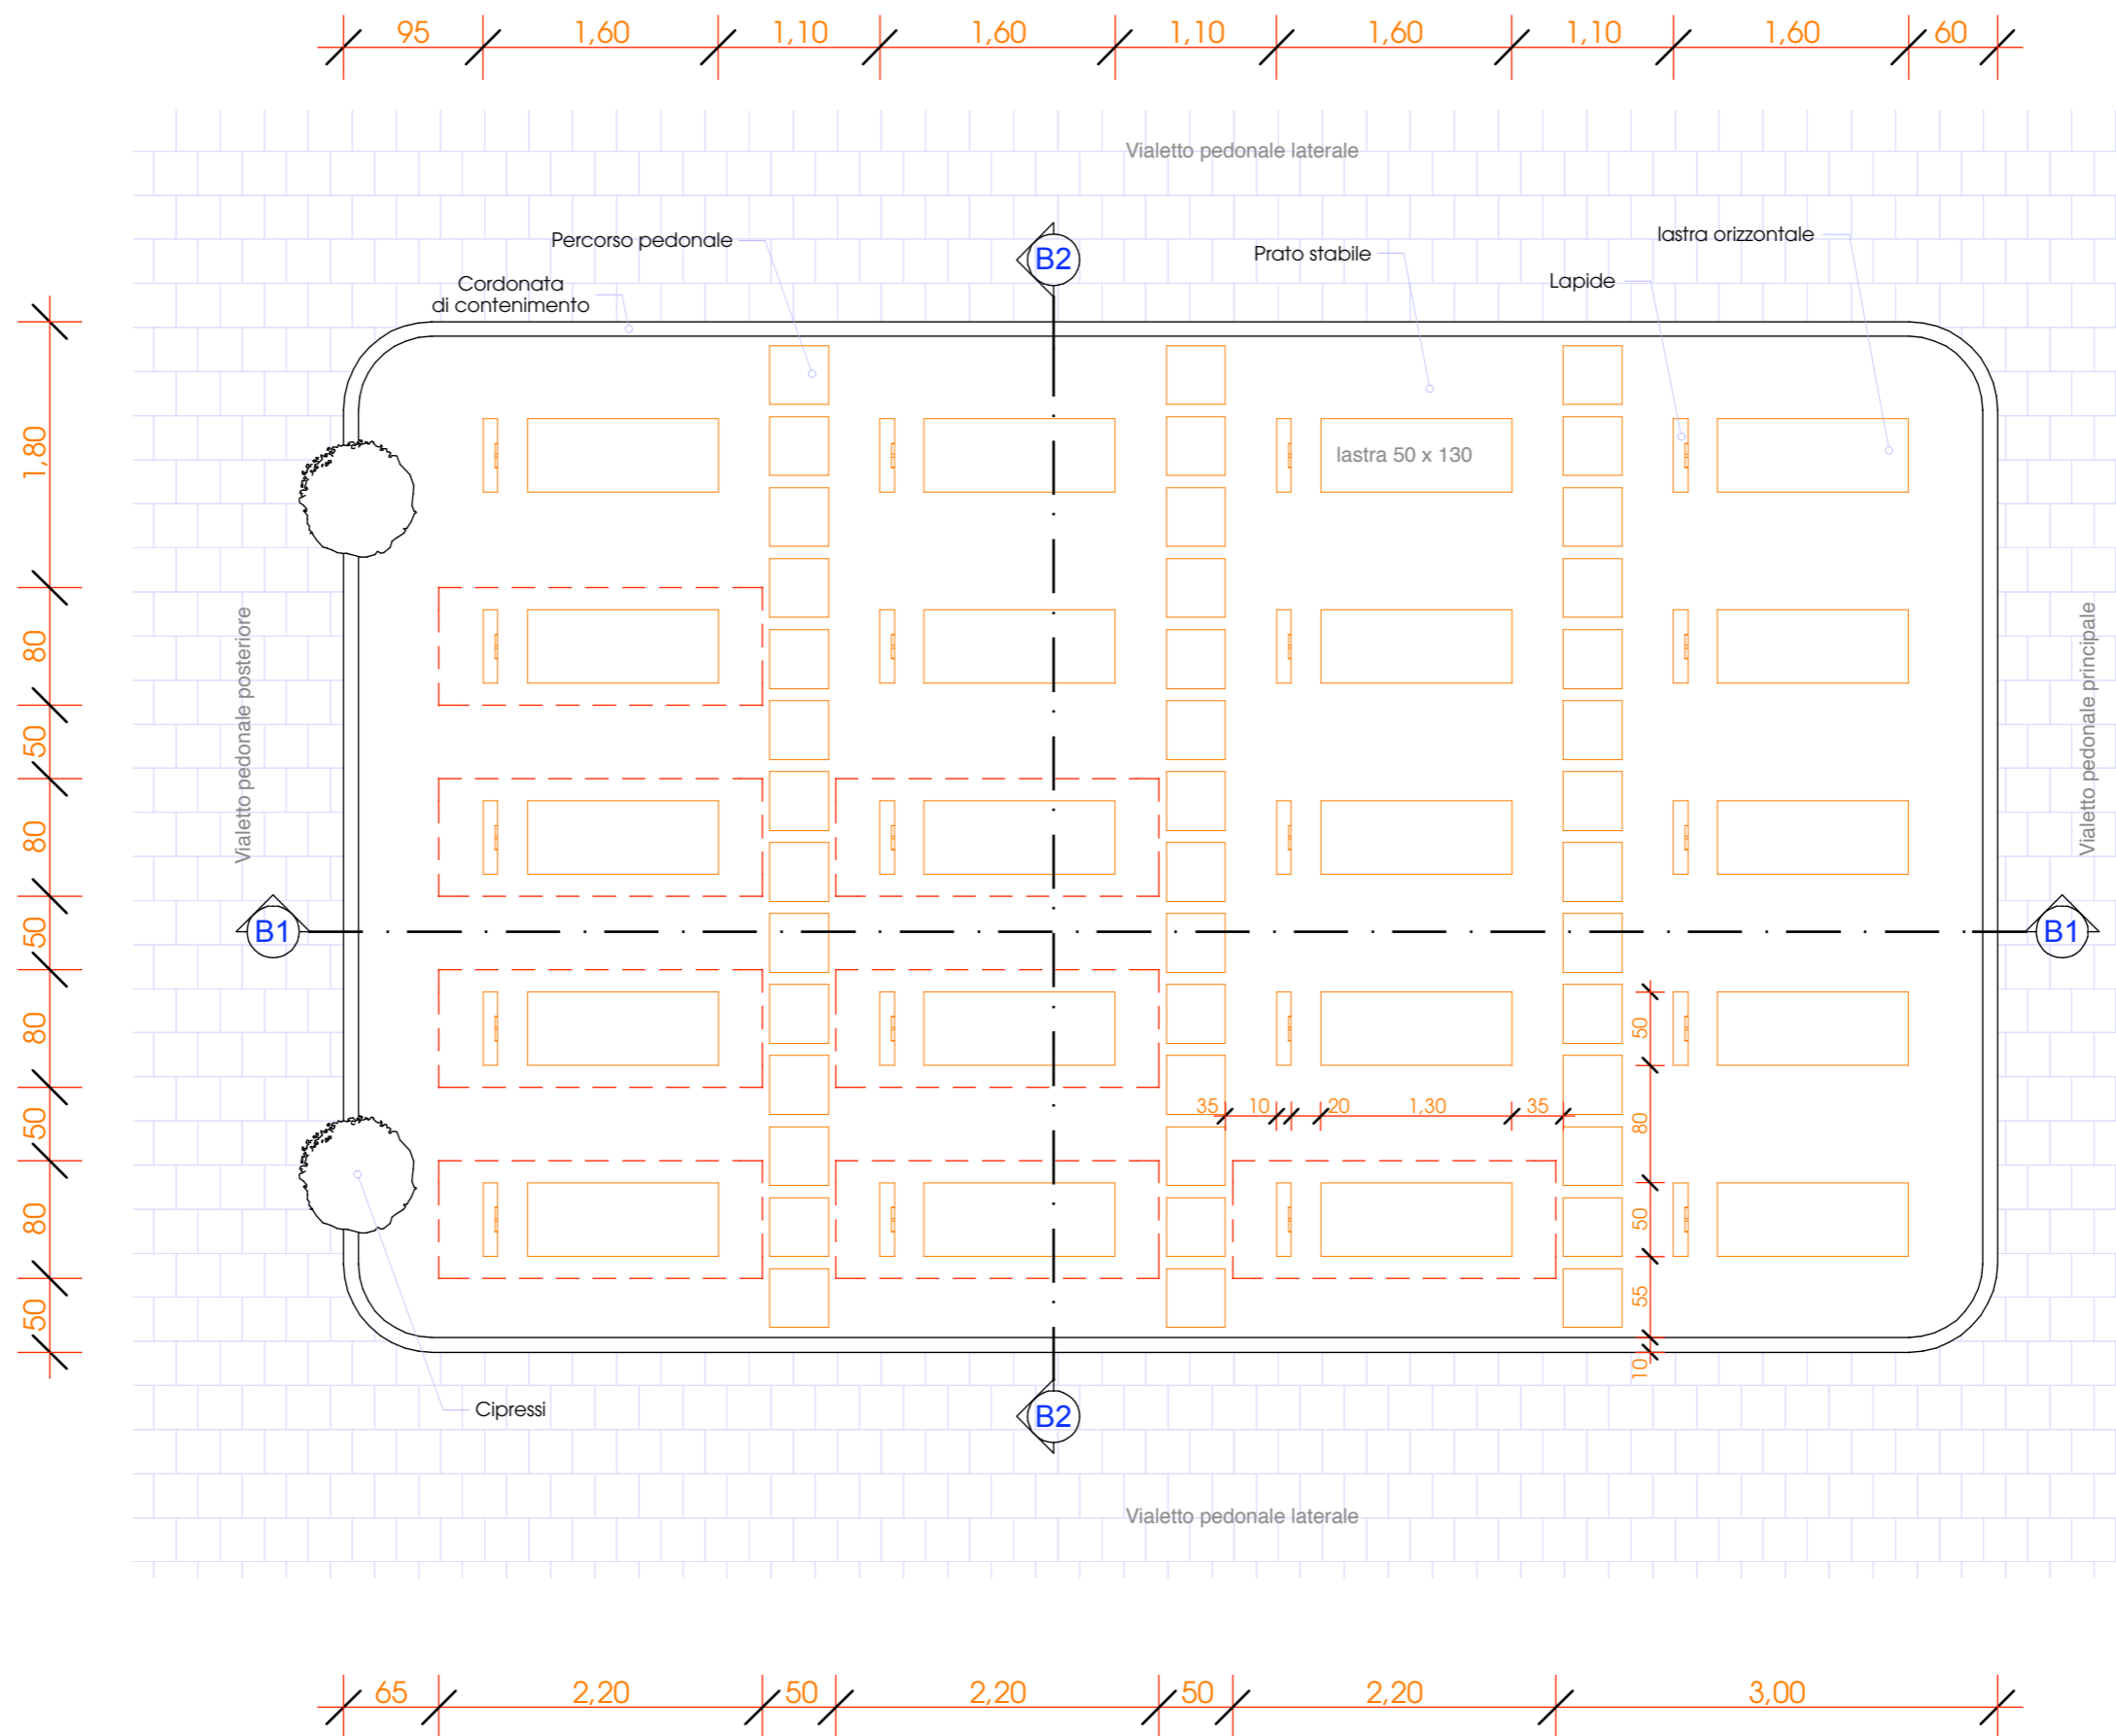 95 1,60 1,10 1,60 1,10 1,60 1,10 1,60 60
Vialetto pedonale laterale
Percorso pedonale
B2
Prato stabile
lastra orizzontale
Lapide
Cordonata
di contenimento
lastra 50 x 130
1,80
80
50
80
50
80
50
80
50
Vialetto pedonale posteriore
Vialetto pedonale principale
B1
B1
50
80
50
55
10
35 10 20 1,30 35
Cipressi
B2
Vialetto pedonale laterale
65 2,20 50 2,20 50 2,20 3,00